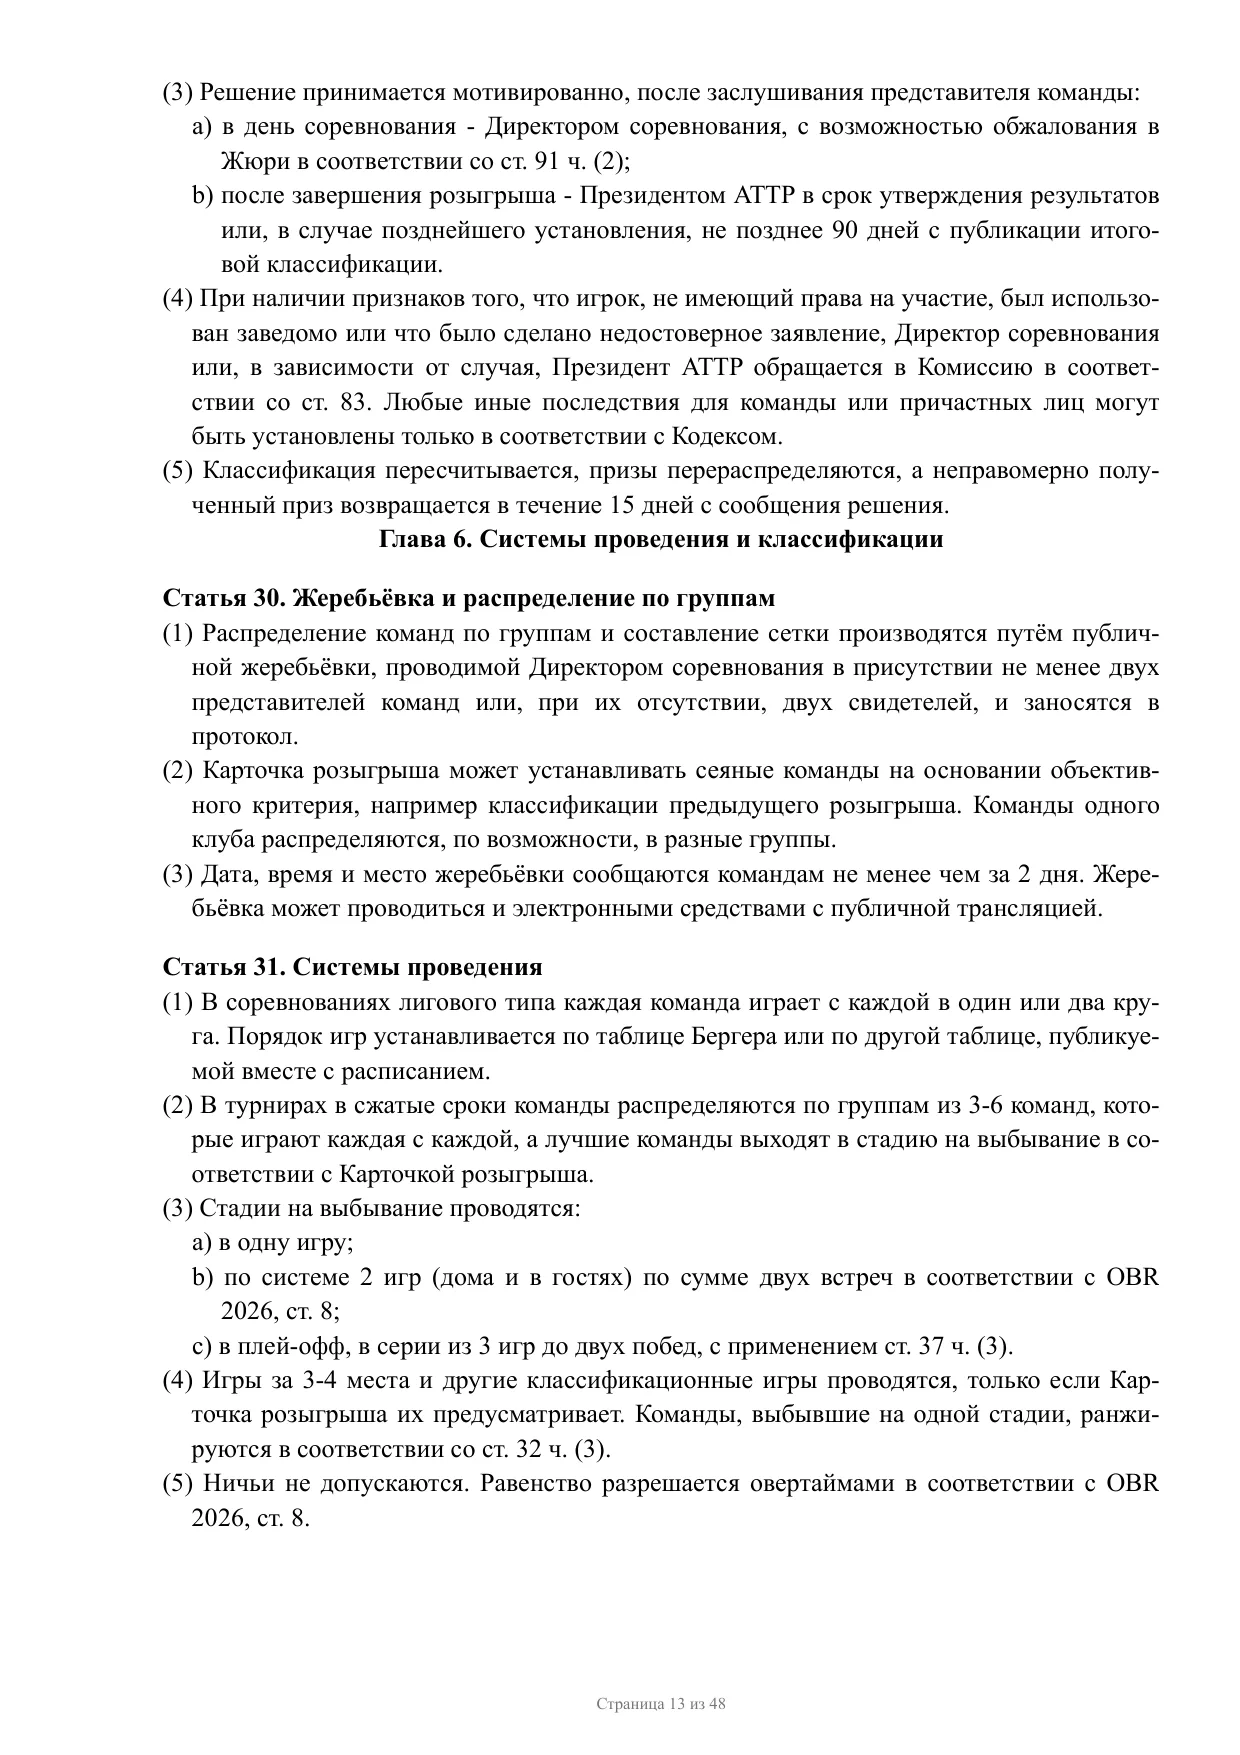 (3) Решение принимается мотивированно, после заслушивания представителя команды:
a) в день соревнования - Директором соревнования, с возможностью обжалования в
Жюри в соответствии со ст. 91 ч. (2);
b) после завершения розыгрыша - Президентом АТТР в срок утверждения результатов
или, в случае позднейшего установления, не позднее 90 дней с публикации итого-
вой классификации.
(4) При наличии признаков того, что игрок, не имеющий права на участие, был использо-
ван заведомо или что было сделано недостоверное заявление, Директор соревнования
или, в зависимости от случая, Президент АТТР обращается в Комиссию в соответ-
ствии со ст. 83. Любые иные последствия для команды или причастных лиц могут
быть установлены только в соответствии с Кодексом.
(5) Классификация пересчитывается, призы перераспределяются, а неправомерно полу-
ченный приз возвращается в течение 15 дней с сообщения решения.
Глава 6. Системы проведения и классификации
Статья 30. Жеребьёвка и распределение по группам
(1) Распределение команд по группам и составление сетки производятся путём публич-
ной жеребьёвки, проводимой Директором соревнования в присутствии не менее двух
представителей команд или, при их отсутствии, двух свидетелей, и заносятся в
протокол.
(2) Карточка розыгрыша может устанавливать сеяные команды на основании объектив-
ного критерия, например классификации предыдущего розыгрыша. Команды одного
клуба распределяются, по возможности, в разные группы.
(3) Дата, время и место жеребьёвки сообщаются командам не менее чем за 2 дня. Жере-
бьёвка может проводиться и электронными средствами с публичной трансляцией.
Статья 31. Системы проведения
(1) В соревнованиях лигового типа каждая команда играет с каждой в один или два кру-
га. Порядок игр устанавливается по таблице Бергера или по другой таблице, публикуе-
мой вместе с расписанием.
(2) В турнирах в сжатые сроки команды распределяются по группам из 3-6 команд, кото-
рые играют каждая с каждой, а лучшие команды выходят в стадию на выбывание в со-
ответствии с Карточкой розыгрыша.
(3) Стадии на выбывание проводятся:
a) в одну игру;
b) по системе 2 игр (дома и в гостях) по сумме двух встреч в соответствии с OBR
2026, ст. 8;
c) в плей-офф, в серии из 3 игр до двух побед, с применением ст. 37 ч. (3).
(4) Игры за 3-4 места и другие классификационные игры проводятся, только если Кар-
точка розыгрыша их предусматривает. Команды, выбывшие на одной стадии, ранжи-
руются в соответствии со ст. 32 ч. (3).
(5) Ничьи не допускаются. Равенство разрешается овертаймами в соответствии с OBR
2026, ст. 8.
Страница 13 из 48